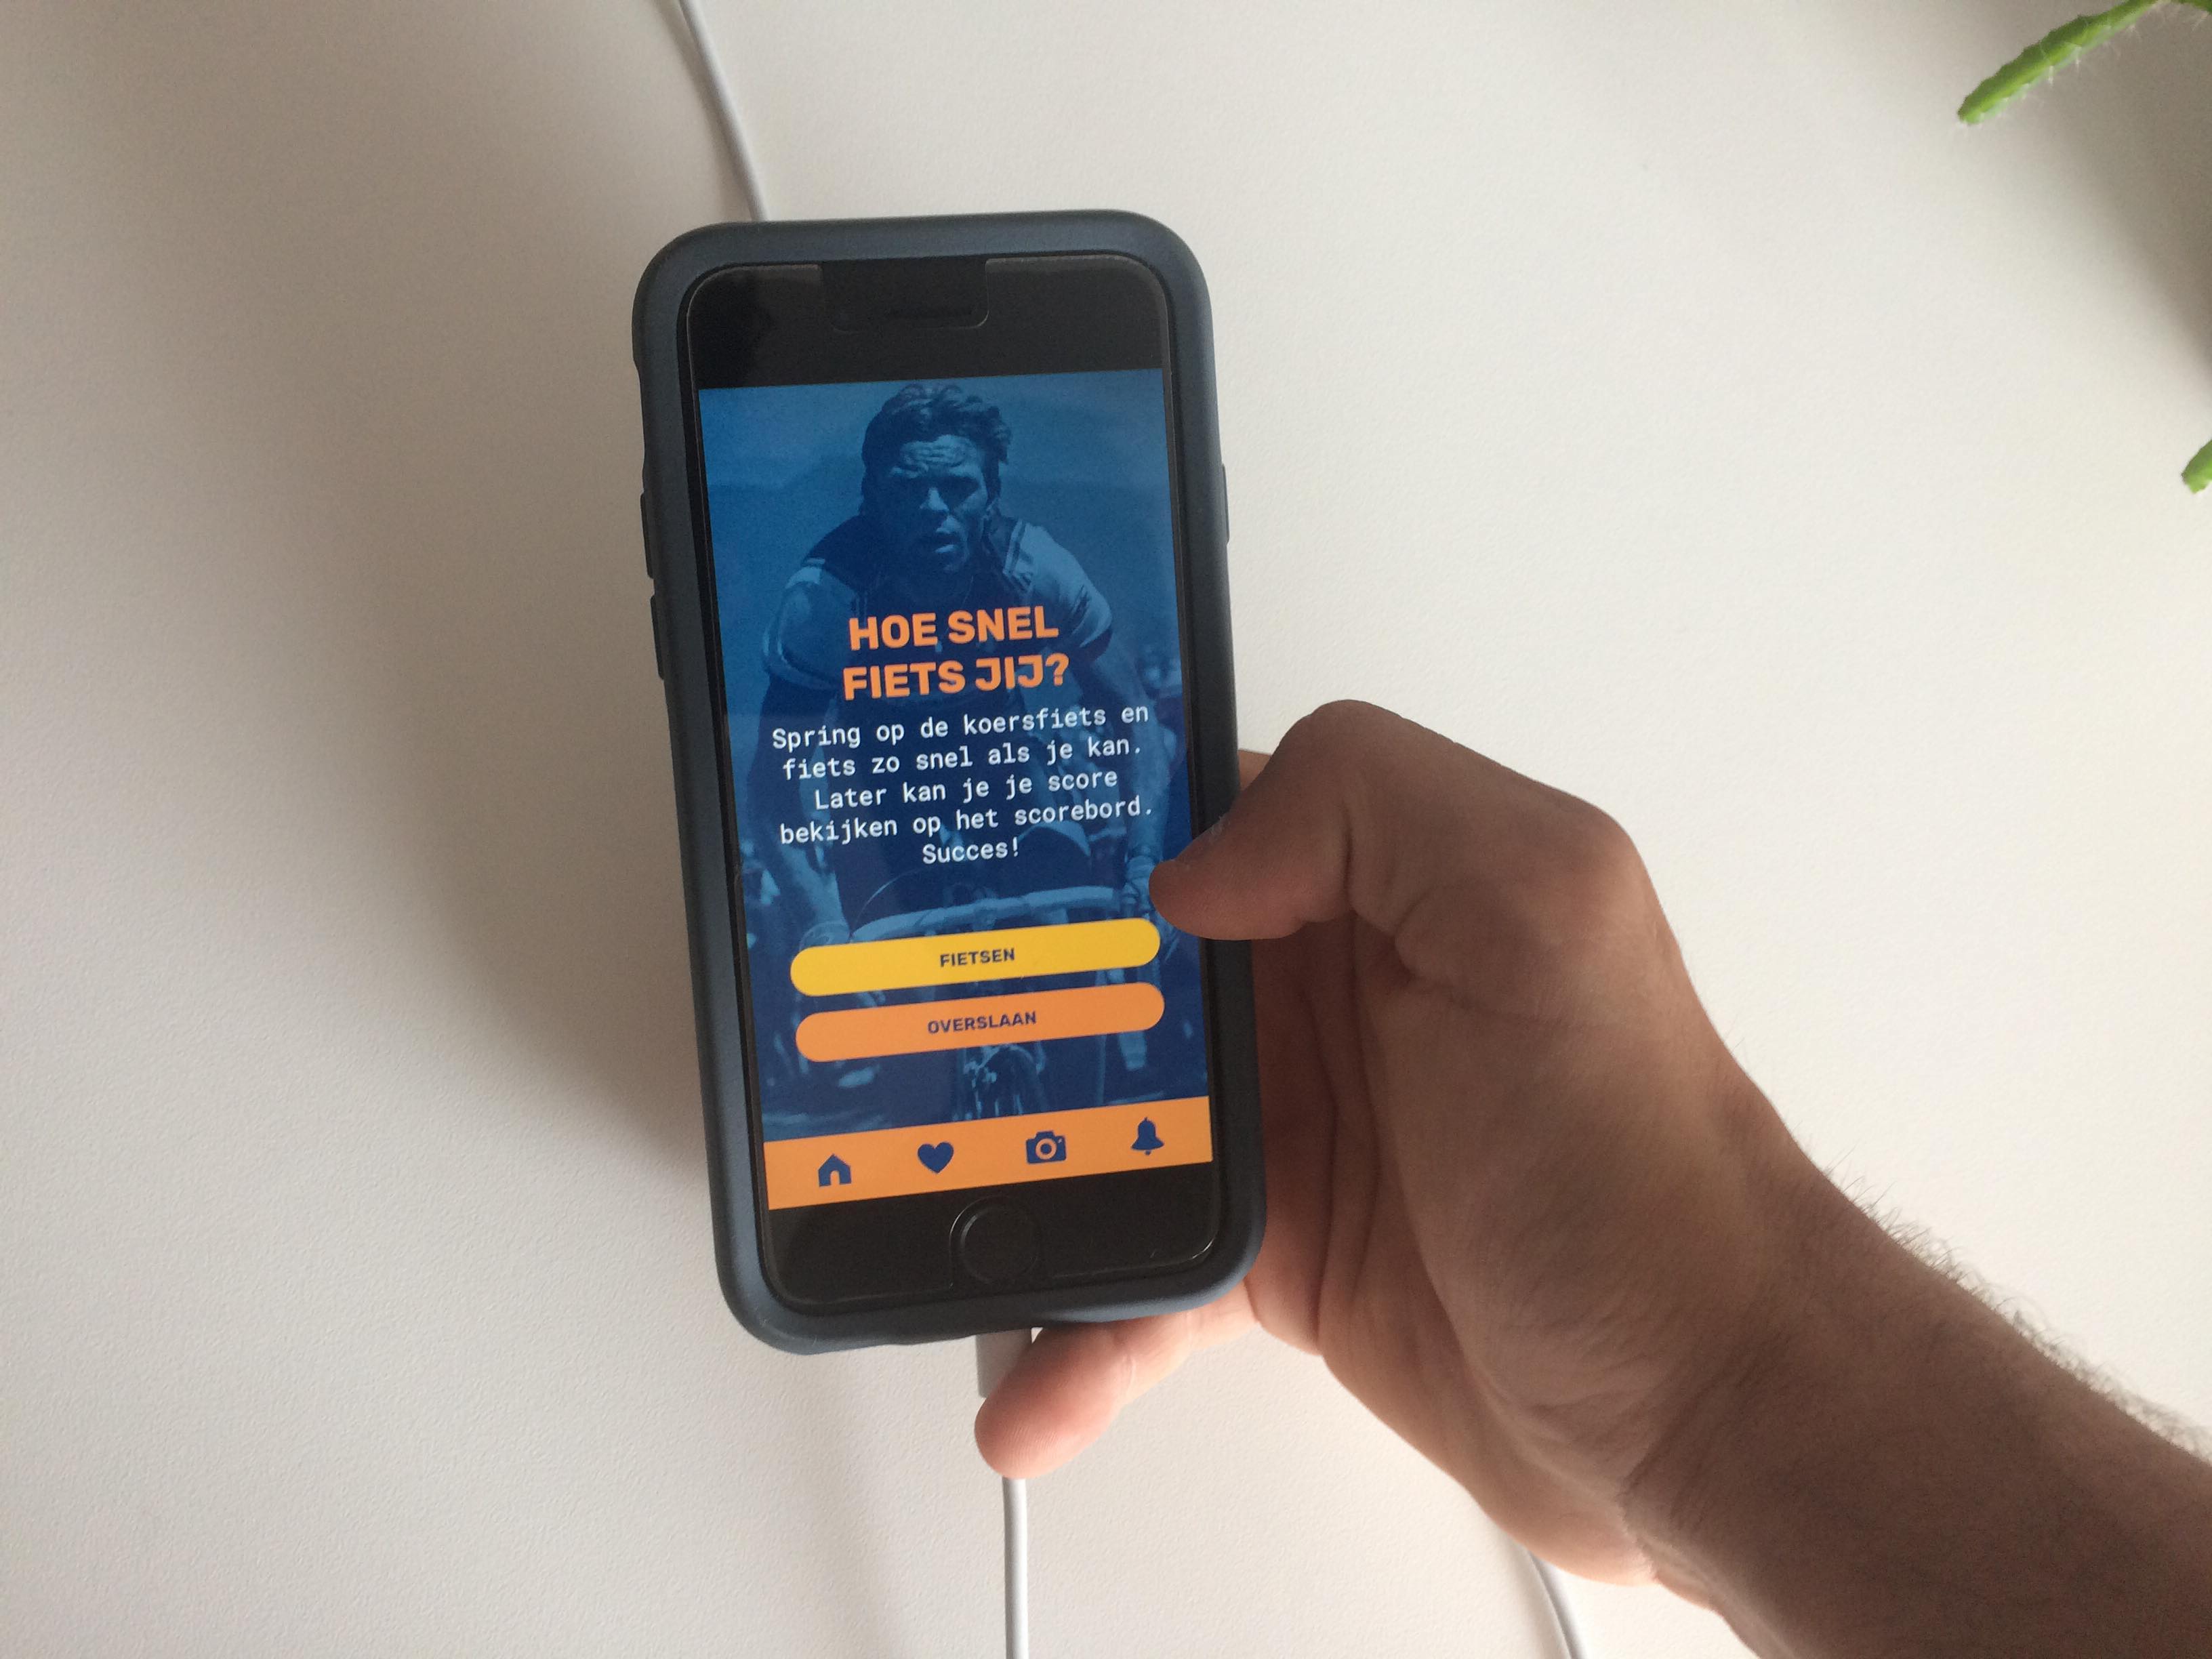 HOE SNEL
FIETS JIJ?
Spring op de koersfiets en
fiets zo snel als je kan.
Later kan je je score
bekijken op het scorebord.
Succes!
FIETSEN
OVERSLAAN